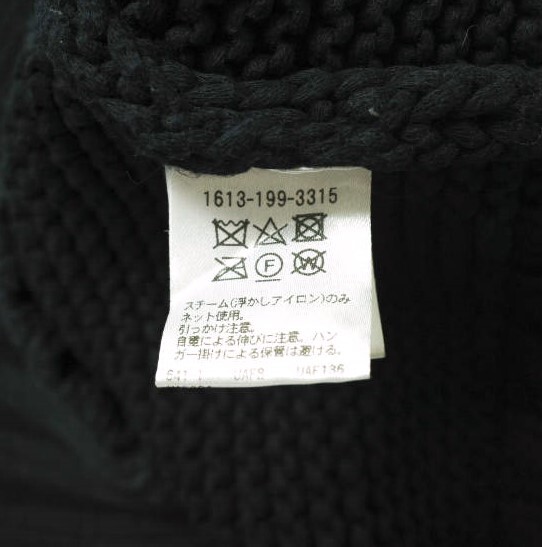 1613-199-3315
F
W
スチーム(浮かしアイロン)のみ
ネット使用。
引っかけ注意。
自重による伸びに注意。ハン
ガー掛けによる保管は避ける。
UAF136